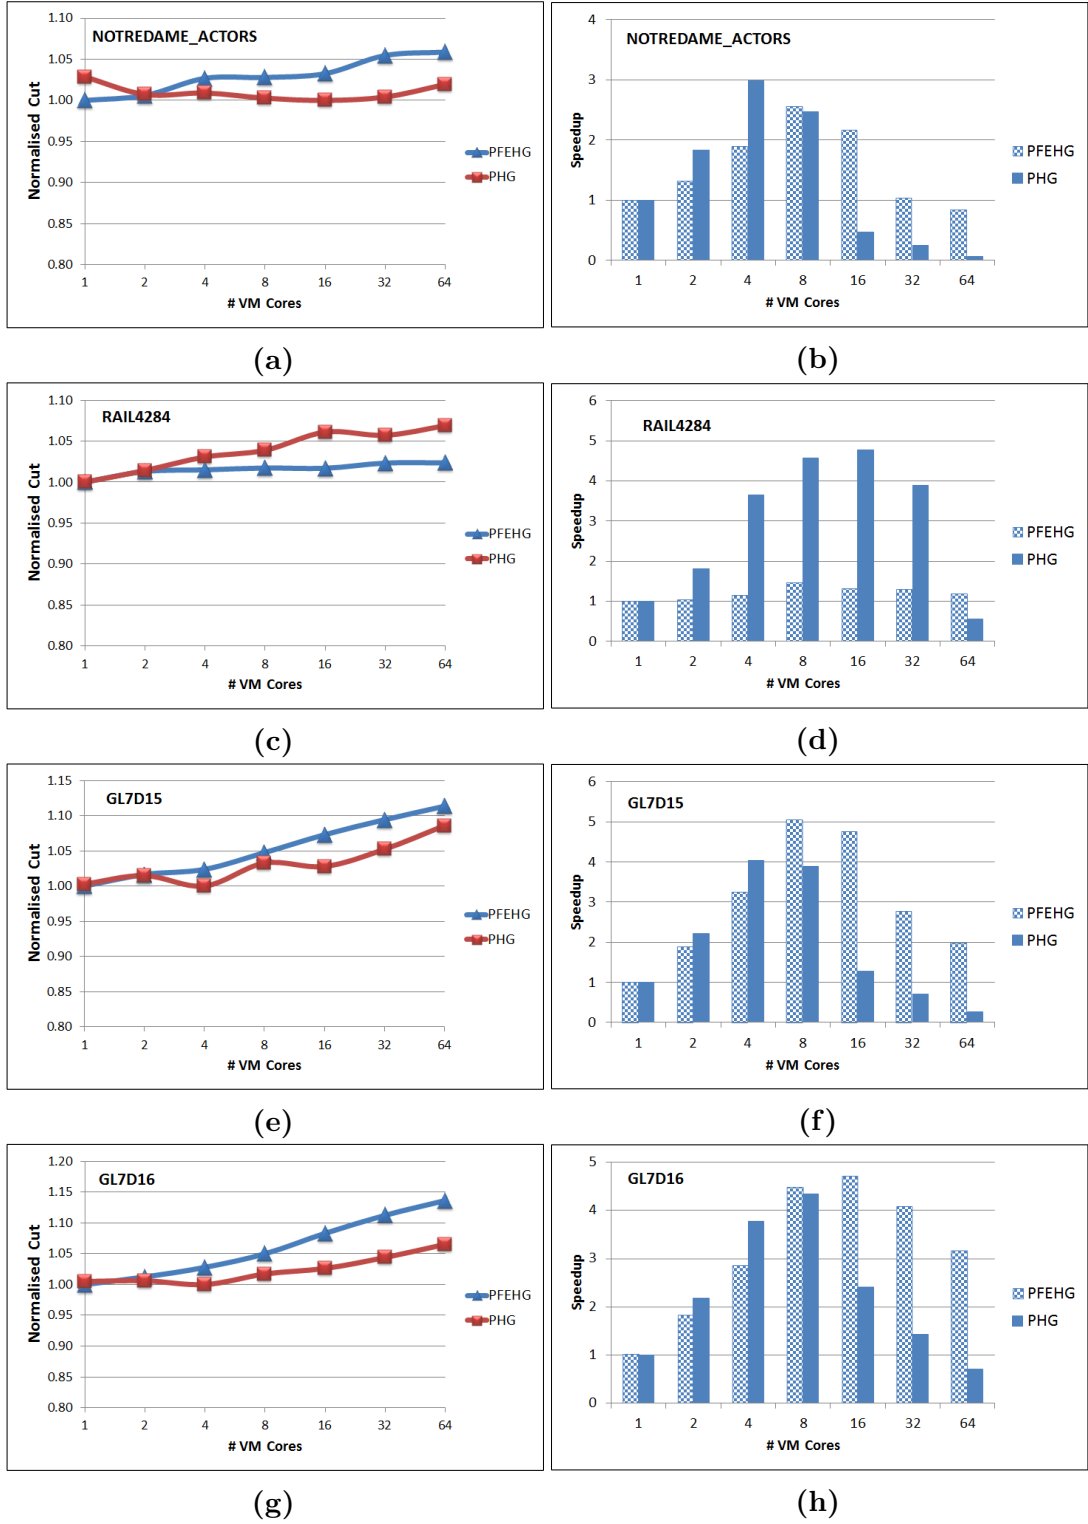 NOTREDAME_ACTORS
Normalised Cut
1.10
1.05
1.00
0.95
0.90
0.85
0.80
1 2 4 8 16 32 64
# VM Cores
PFEHG
PHG
(a)
NOTREDAME_ACTORS
Speedup
4
3
2
1
0
1 2 4 8 16 32 64
# VM Cores
PFEHG
PHG
(b)
RAIL4284
Normalised Cut
1.10
1.05
1.00
0.95
0.90
0.85
0.80
1 2 4 8 16 32 64
# VM Cores
PFEHG
PHG
(c)
RAIL4284
Speedup
6
5
4
3
2
1
0
1 2 4 8 16 32 64
# VM Cores
PFEHG
PHG
(d)
GL7D15
Normalised Cut
1.15
1.10
1.05
1.00
0.95
0.90
0.85
0.80
1 2 4 8 16 32 64
# VM Cores
PFEHG
PHG
(e)
GL7D15
Speedup
6
5
4
3
2
1
0
1 2 4 8 16 32 64
# VM Cores
PFEHG
PHG
(f)
GL7D16
Normalised Cut
1.20
1.15
1.10
1.05
1.00
0.95
0.90
0.85
0.80
1 2 4 8 16 32 64
# VM Cores
PFEHG
PHG
(g)
GL7D16
Speedup
5
4
3
2
1
0
1 2 4 8 16 32 64
# VM Cores
PFEHG
PHG
(h)